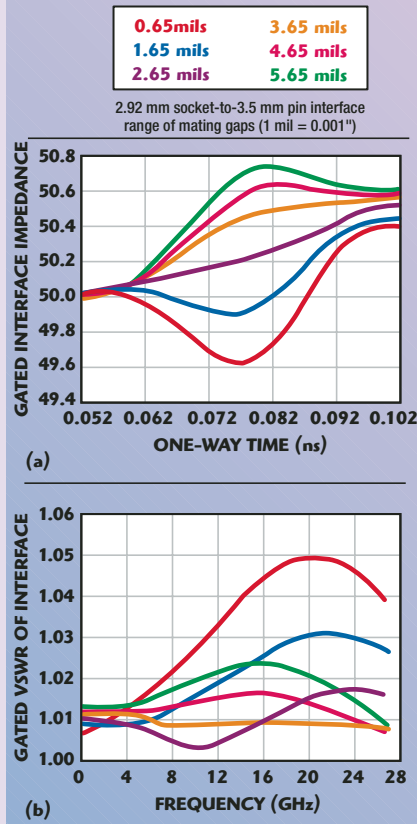 0.65mils 3.65 mils
1.65 mils 4.65 mils
2.65 mils 5.65 mils
2.92 mm socket-to-3.5 mm pin interface
range of mating gaps (1 mil = 0.001")
GATED INTERFACE IMPEDANCE
50.8
50.6
50.4
50.2
50.0
49.8
49.6
49.4
0.052 0.062 0.072 0.082 0.092 0.102
ONE-WAY TIME (ns)
(a)
GATED VSWR OF INTERFACE
1.06
1.05
1.04
1.03
1.02
1.01
1.00
0 4 8 12 16 20 24 28
FREQUENCY (GHz)
(b)